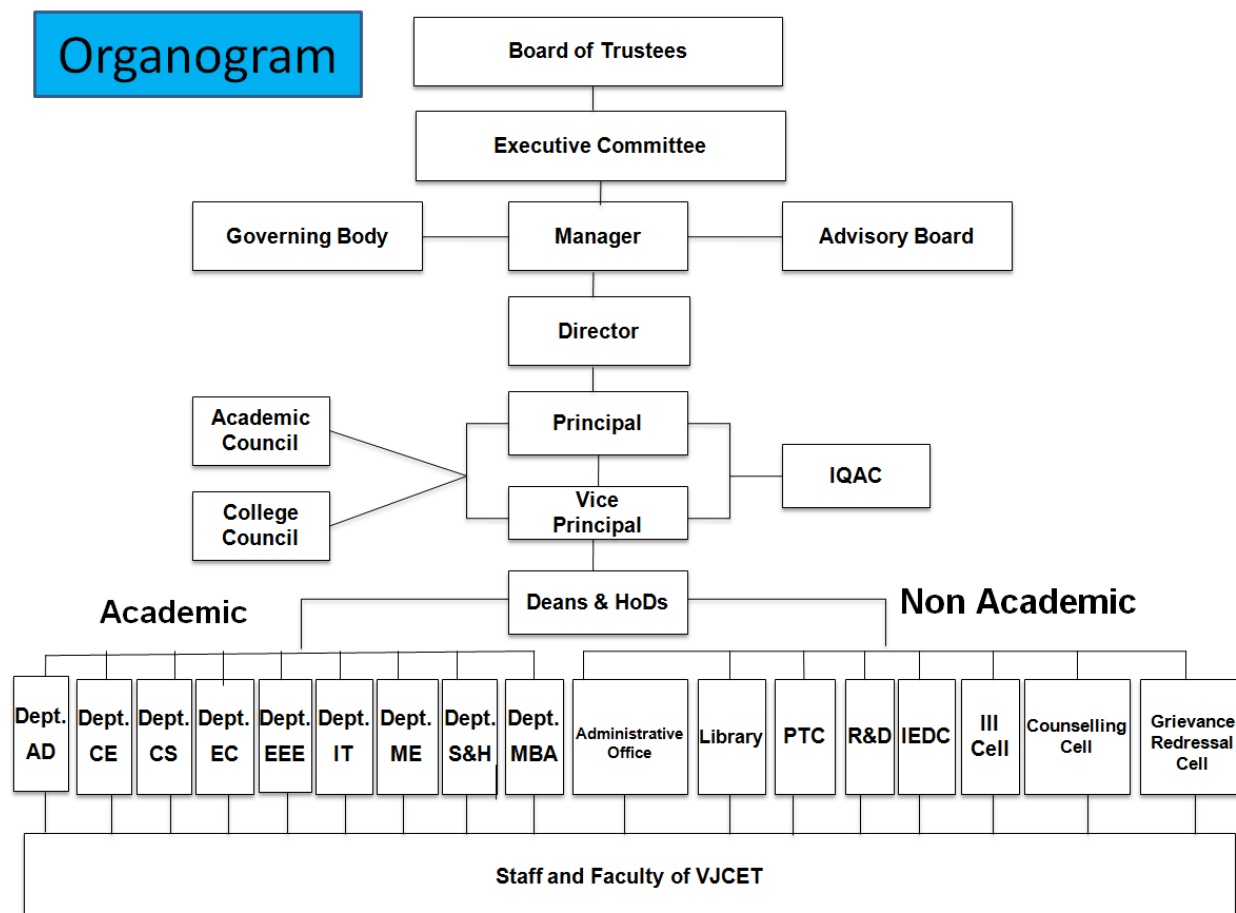 Organogram
Board of Trustees
Executive Committee
Governing Body
Manager
Advisory Board
Director
Academic
Council
Principal
IQAC
College
Council
Vice
Principal
Deans & HoDs
Academic
Non Academic
Dept.
AD
Dept.
CE
Dept.
CS
Dept.
EC
Dept.
EEE
Dept.
IT
Dept.
ME
Dept.
S&H
Dept.
MBA
Administrative
Office
Library
PTC
R&D
IEDC
III
Cell
Counselling
Cell
Grievance
Redressal
Cell
Staff and Faculty of VJCET